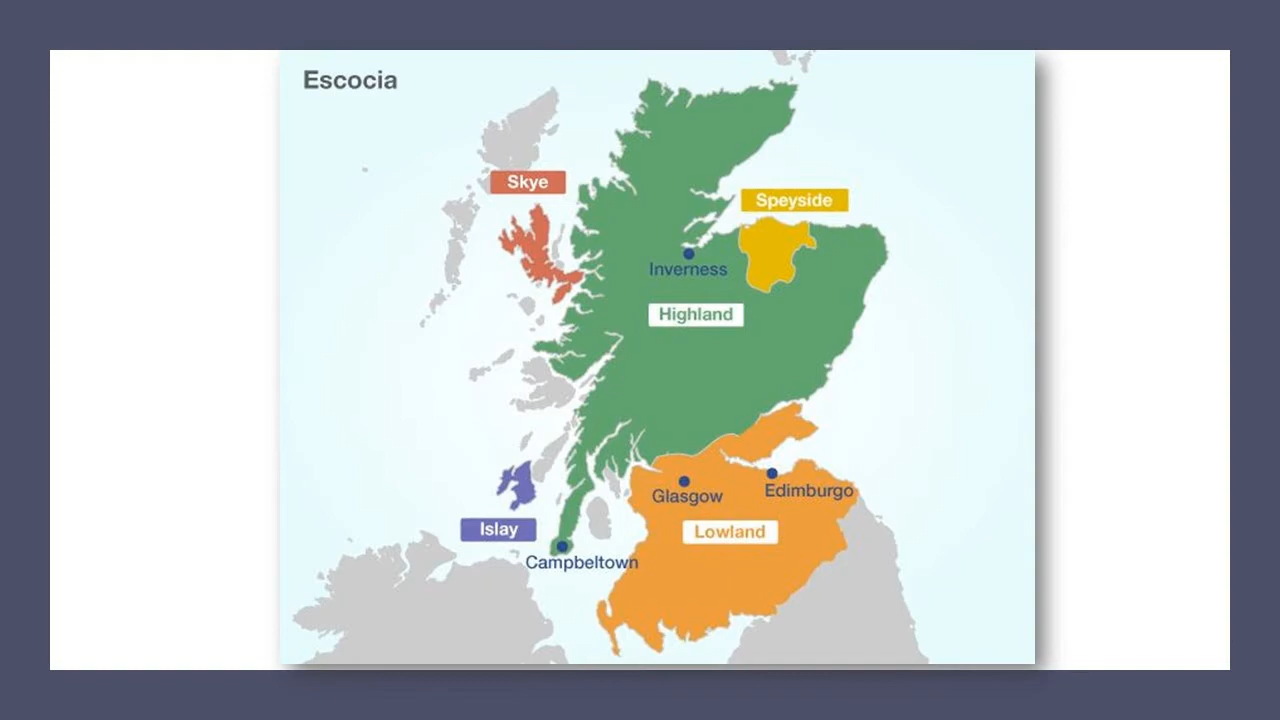 Escocia
Skye
Speyside
Inverness
Highland
Glasgow
Edimburgo
Islay
Lowland
Campbeltown